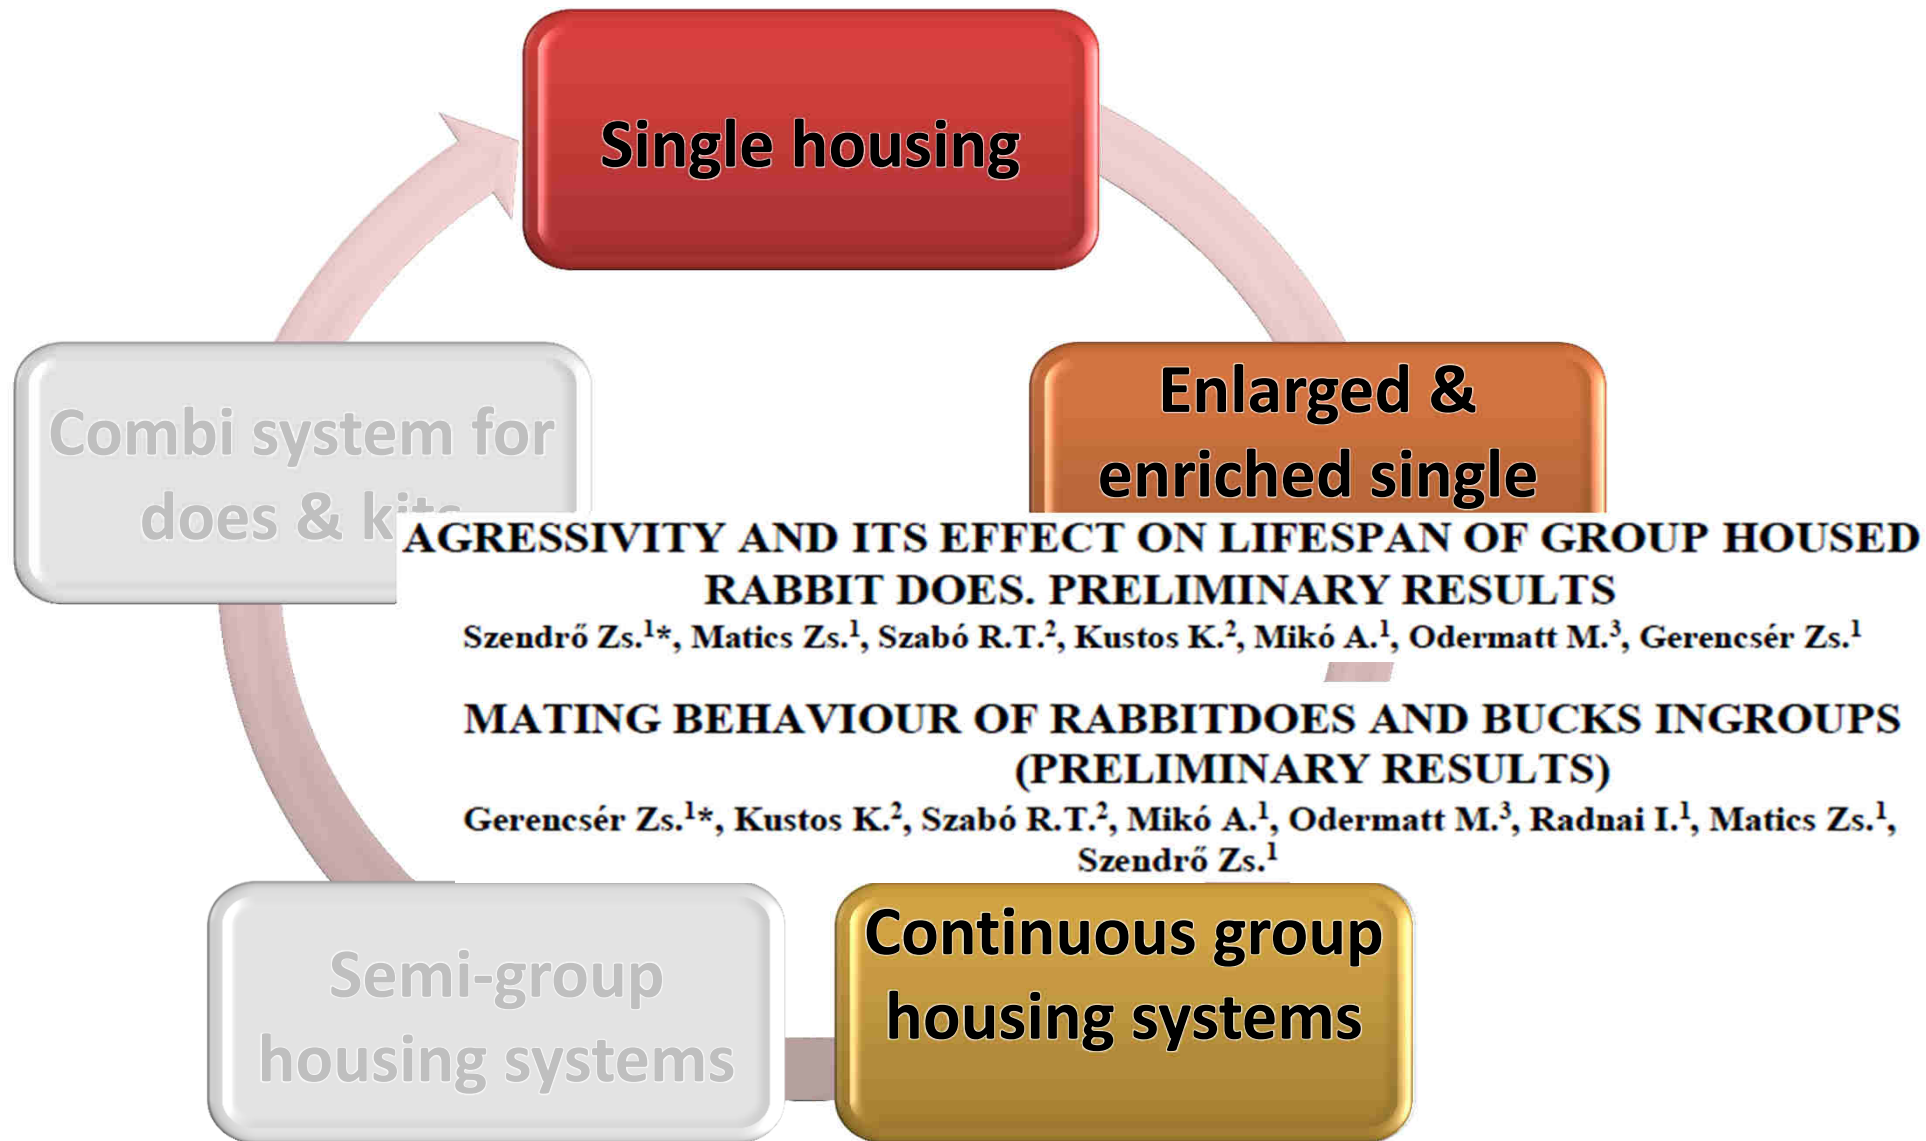 Single housing
Enlarged &
enriched single
Combi system for
does & kits
AGRESSIVITY AND ITS EFFECT ON LIFESPAN OF GROUP HOUSED
RABBIT DOES. PRELIMINARY RESULTS
Szendrő Zs.¹*, Matics Zs.¹, Szabó R.T.², Kustos K.², Mikó A.¹, Odermatt M.³, Gerencsér Zs.¹
MATING BEHAVIOUR OF RABBITDOES AND BUCKS INGROUPS
(PRELIMINARY RESULTS)
Gerencsér Zs.¹*, Kustos K.², Szabó R.T.², Mikó A.¹, Odermatt M.³, Radnai I.¹, Matics Zs.¹,
Szendrő Zs.¹
Continuous group
housing systems
Semi-group
housing systems